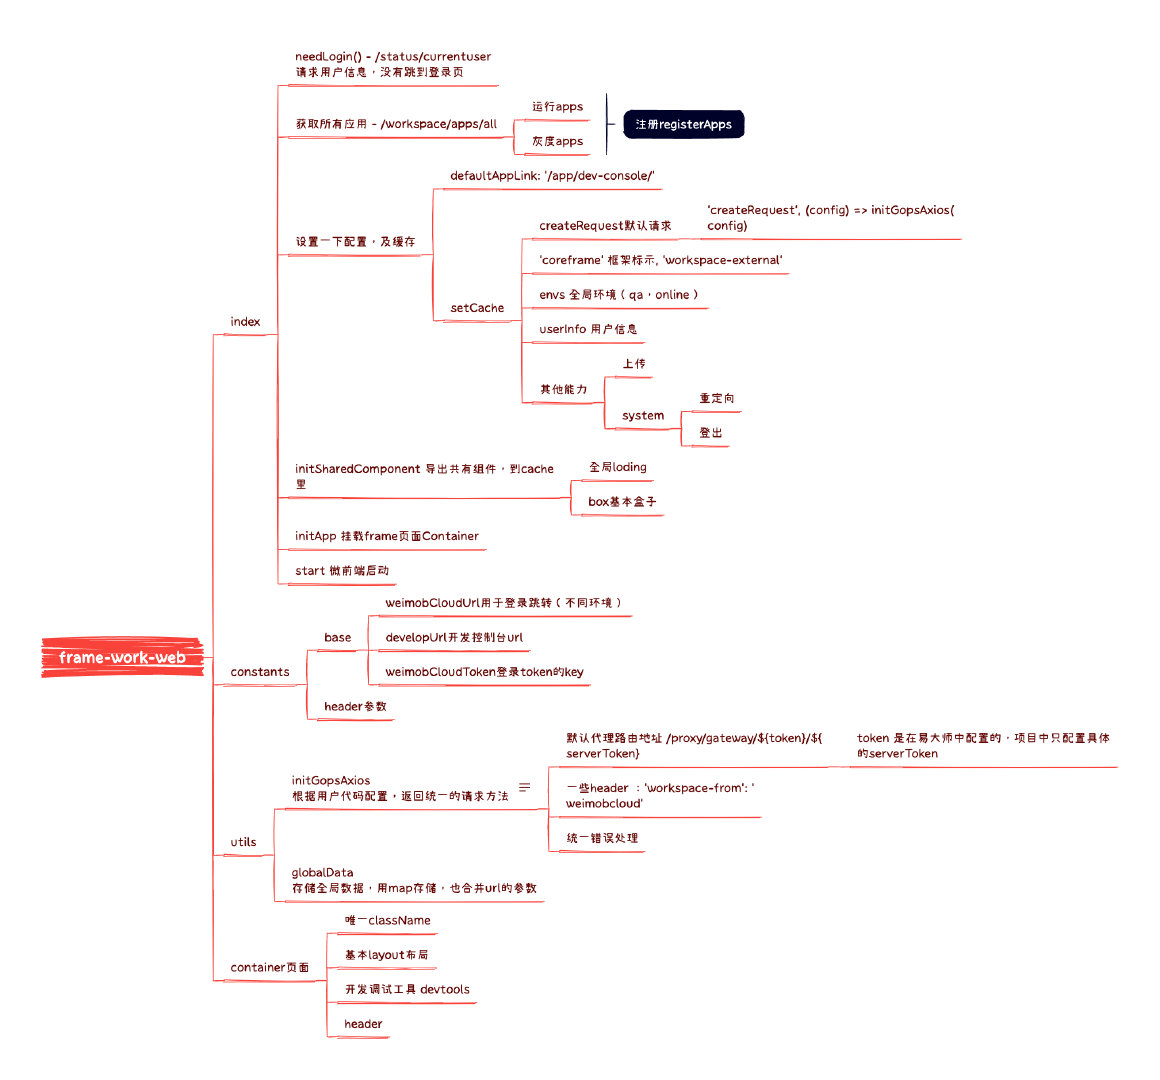 frame-work-web
index
needLogin() - /status/currentuser
请求用户信息，没有跳到登录页
获取所有应用 - /workspace/apps/all
运行apps
灰度apps
注册registerApps
设置一下配置，及缓存
defaultAppLink: '/app/dev-console/'
setCache
createRequest默认请求
'createRequest', (config) => initGopsAxios(
config)
'coreframe' 框架标示, 'workspace-external'
envs 全局环境（qa，online）
userInfo 用户信息
其他能力
上传
system
重定向
登出
initSharedComponent 导出共有组件，到cache
里
全局loding
box基本盒子
initApp 挂载frame页面Container
start 微前端启动
constants
base
weimobCloudUrl用于登录跳转（不同环境）
developUrl开发控制台url
weimobCloudToken登录token的key
header参数
utils
initGopsAxios
根据用户代码配置，返回统一的请求方法
默认代理路由地址 /proxy/gateway/${token}/${
serverToken}
token 是在易大师中配置的，项目中只配置具体
的serverToken
一些header ：'workspace-from': '
weimobcloud'
统一错误处理
globalData
存储全局数据，用map存储，也合并url的参数
container页面
唯一className
基本layout布局
开发调试工具 devtools
header